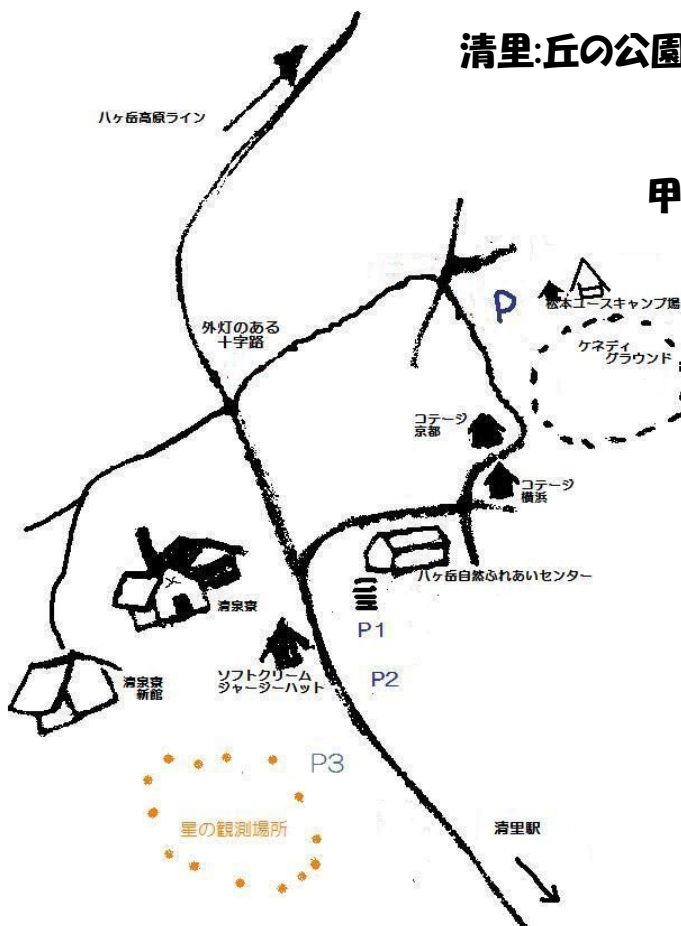 清里:丘の公園
八ヶ岳高原ライン
甲
P
松本ユースキャンプ場
外灯のある
十字路
ケネディ
グラウンド
コテージ
京都
コテージ
横浜
八ヶ岳自然ふれあいセンター
清泉寮
P1
ソフトクリーム
ジャージーハット
P2
清泉寮
新館
P3
星の観測場所
清里駅